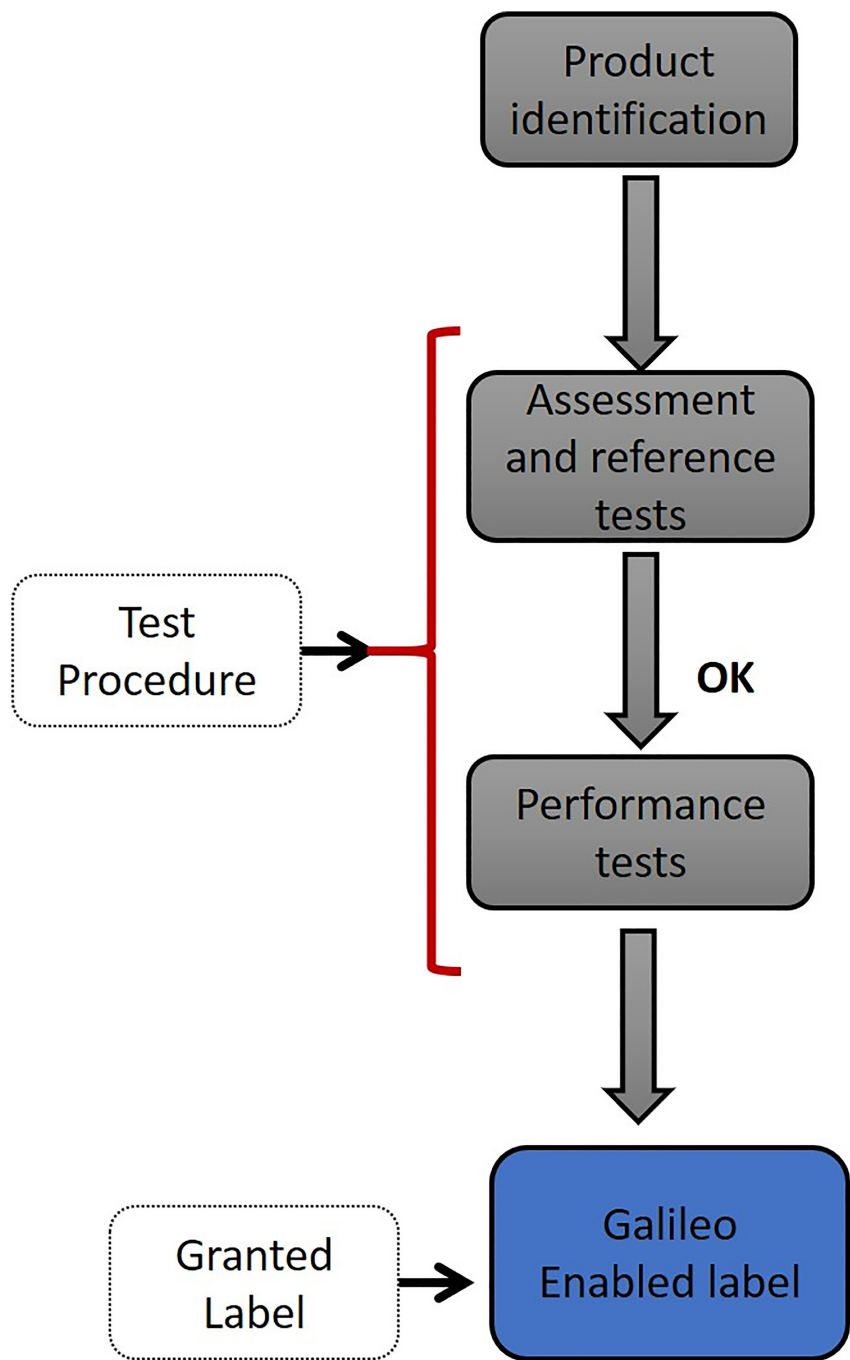 Product
identification
Assessment
and reference
tests
Test
Procedure
OK
Performance
tests
Galileo
Enabled label
Granted
Label